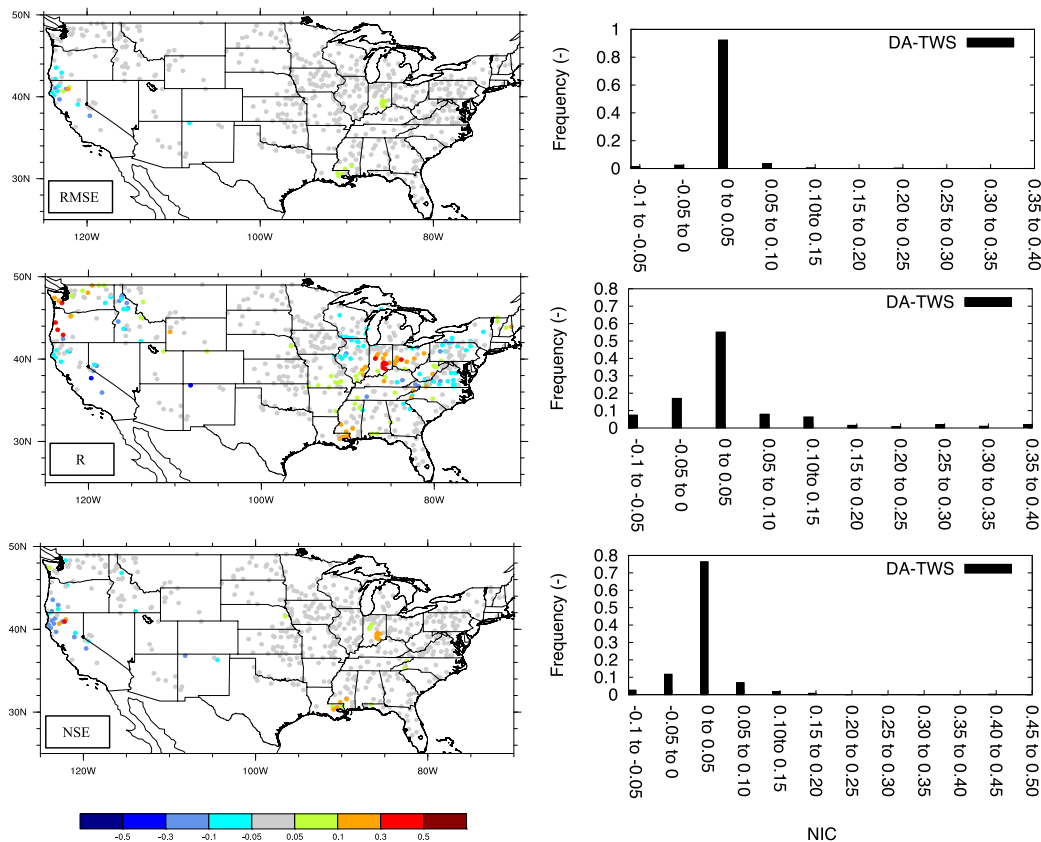 50N
40N
30N
120W
100W
80W
RMSE
Frequency (-)
1
0.8
0.6
0.4
0.2
0
DA-TWS
-0.1 to -0.05
-0.05 to 0
0 to 0.05
0.05 to 0.10
0.10to 0.15
0.15 to 0.20
0.20 to 0.25
0.25 to 0.30
0.30 to 0.35
0.35 to 0.40
50N
40N
30N
120W
100W
80W
R
Frequency (-)
0.8
0.7
0.6
0.5
0.4
0.3
0.2
0.1
0
DA-TWS
-0.1 to -0.05
-0.05 to 0
0 to 0.05
0.05 to 0.10
0.10to 0.15
0.15 to 0.20
0.20 to 0.25
0.25 to 0.30
0.30 to 0.35
0.35 to 0.40
50N
40N
30N
120W
100W
80W
NSE
Frequency (-)
0.8
0.7
0.6
0.5
0.4
0.3
0.2
0.1
0
DA-TWS
-0.1 to -0.05
-0.05 to 0
0 to 0.05
0.05 to 0.10
0.10to 0.15
0.15 to 0.20
0.20 to 0.25
0.25 to 0.30
0.30 to 0.35
0.35 to 0.40
0.40 to 0.45
0.45 to 0.50
NIC
-0.5 -0.3 -0.1 -0.05 0.05 0.1 0.3 0.5